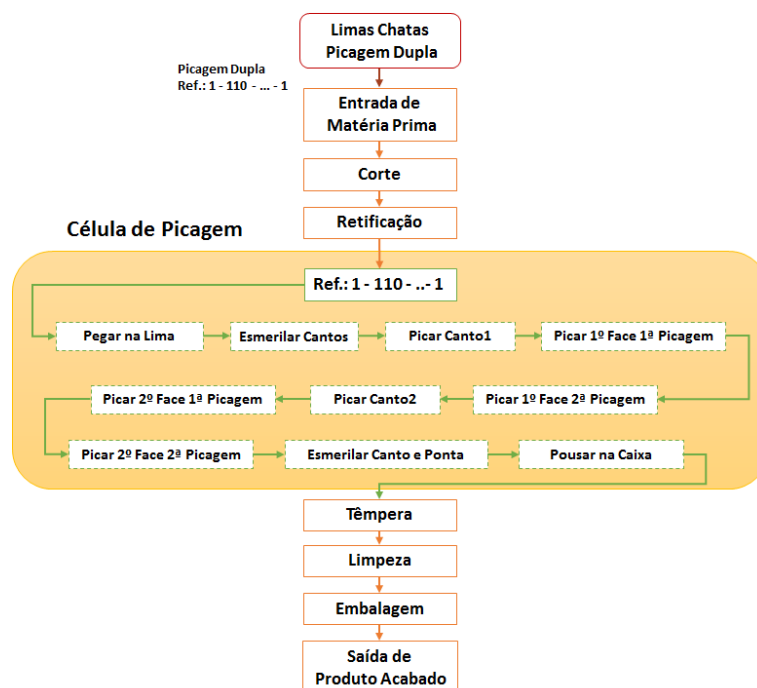 Limas Chatas
Picagem Dupla
Picagem Dupla
Ref.: 1 - 110 - ... - 1
Entrada de
Matéria Prima
Corte
Retificação
Célula de Picagem
Ref.: 1 - 110 - ..- 1
Pegar na Lima
Esmerilar Cantos
Picar Canto1
Picar 1º Face 1ª Picagem
Picar 1º Face 2ª Picagem
Picar Canto2
Picar 2º Face 1ª Picagem
Picar 2º Face 2ª Picagem
Esmerilar Canto e Ponta
Pousar na Caixa
Têmpera
Limpeza
Embalagem
Saída de
Produto Acabado